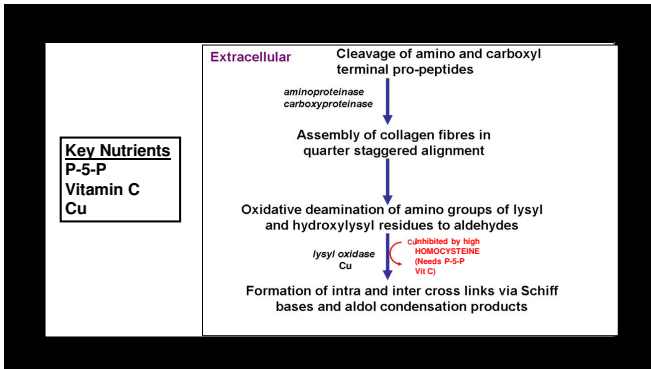 Extracellular
Cleavage of amino and carboxyl
terminal pro-peptides
aminoproteinase
carboxyproteinase
Assembly of collagen fibres in
quarter staggered alignment
Key Nutrients
P-5-P
Vitamin C
Cu
Oxidative deamination of amino groups of lysyl
and hydroxylysyl residues to aldehydes
lysyl oxidase
Cu
Cu
Inhibited by high
HOMOCYSTEINE
(Needs P-5-P
Vit C)
Formation of intra and inter cross links via Schiff
bases and aldol condensation products